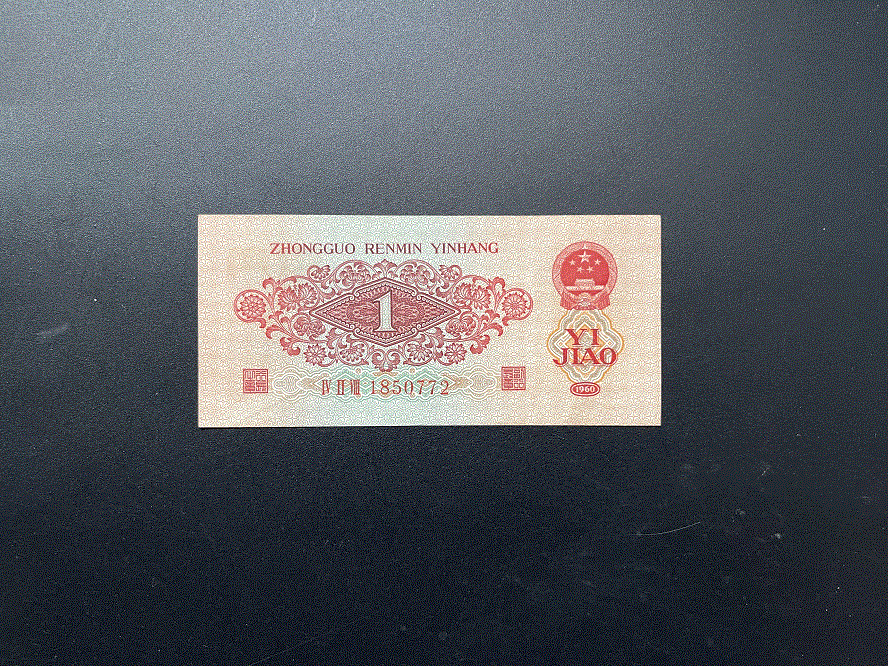 ZHONGGUO RENMIN YINHANG
1
YI
JIAO
Ⅳ Ⅱ Ⅷ 1850772
1960